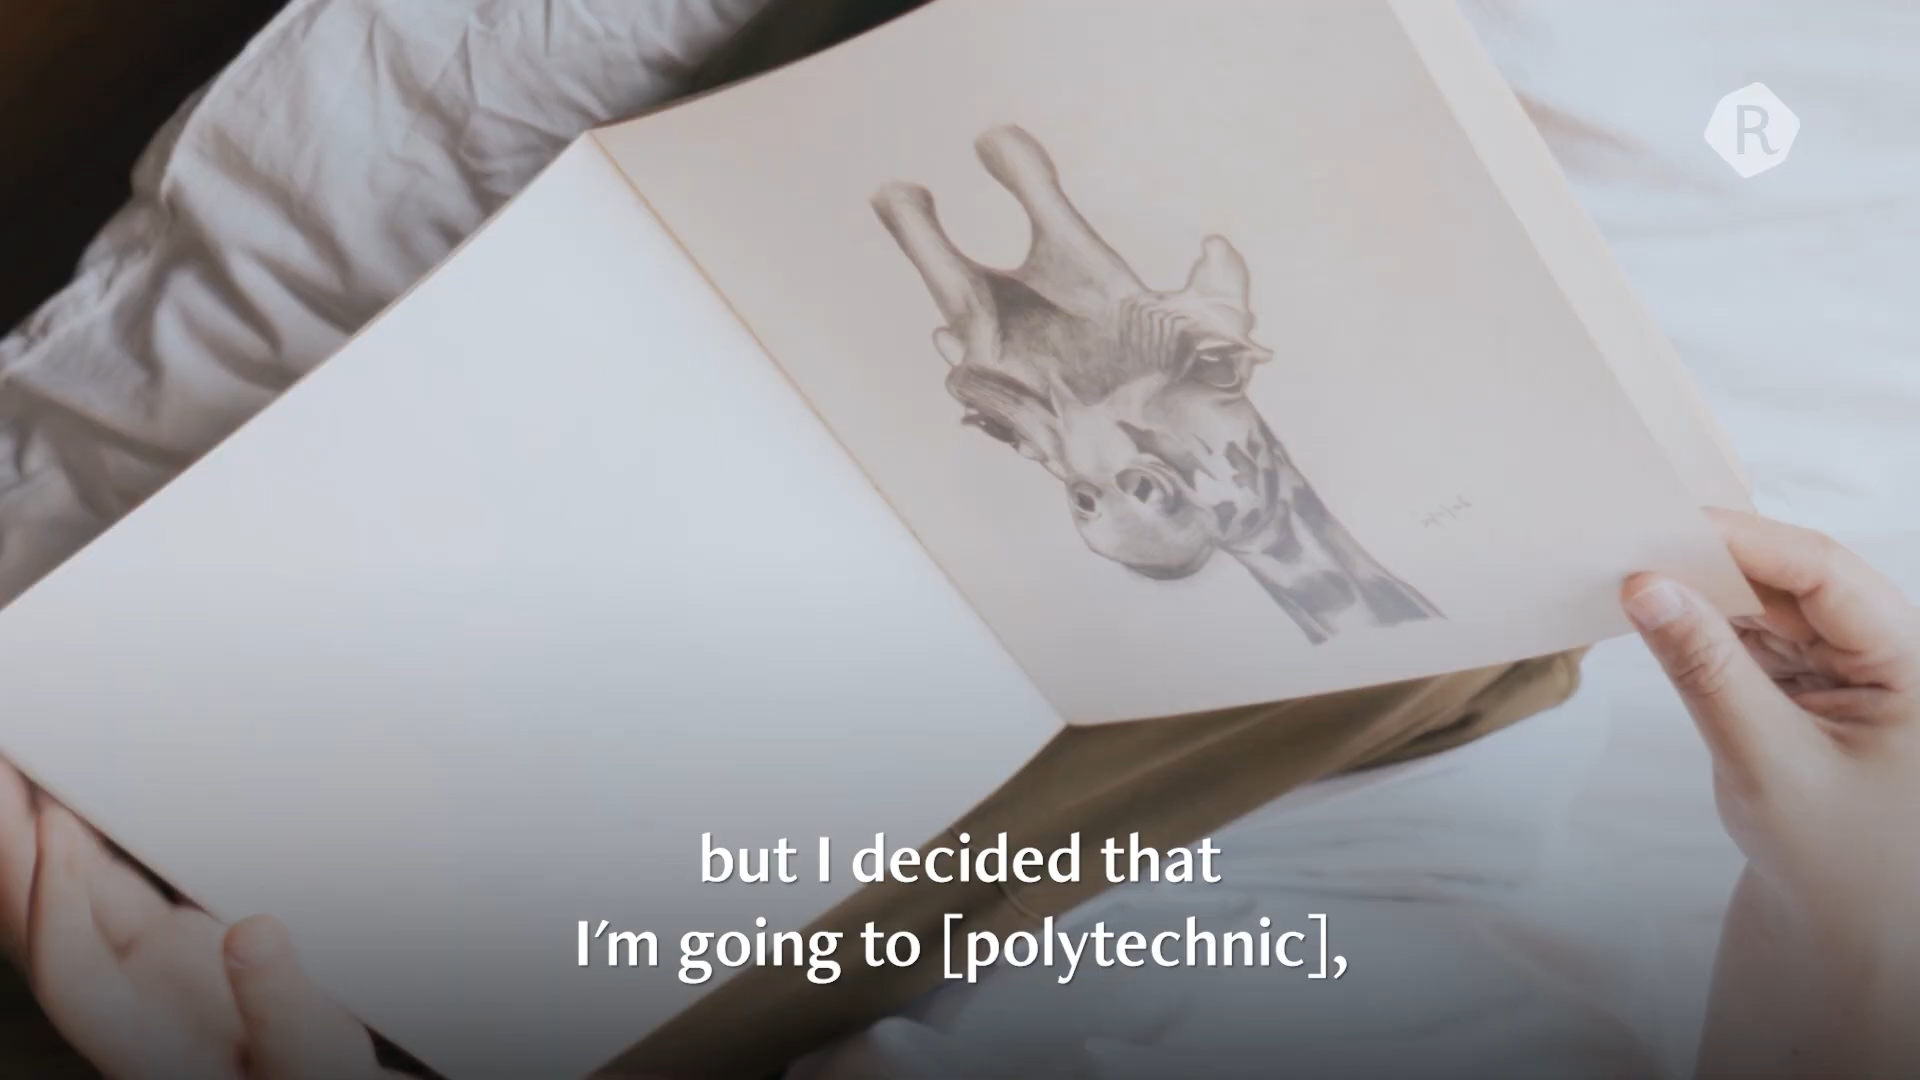 R
but I decided that
I'm going to [polytechnic],